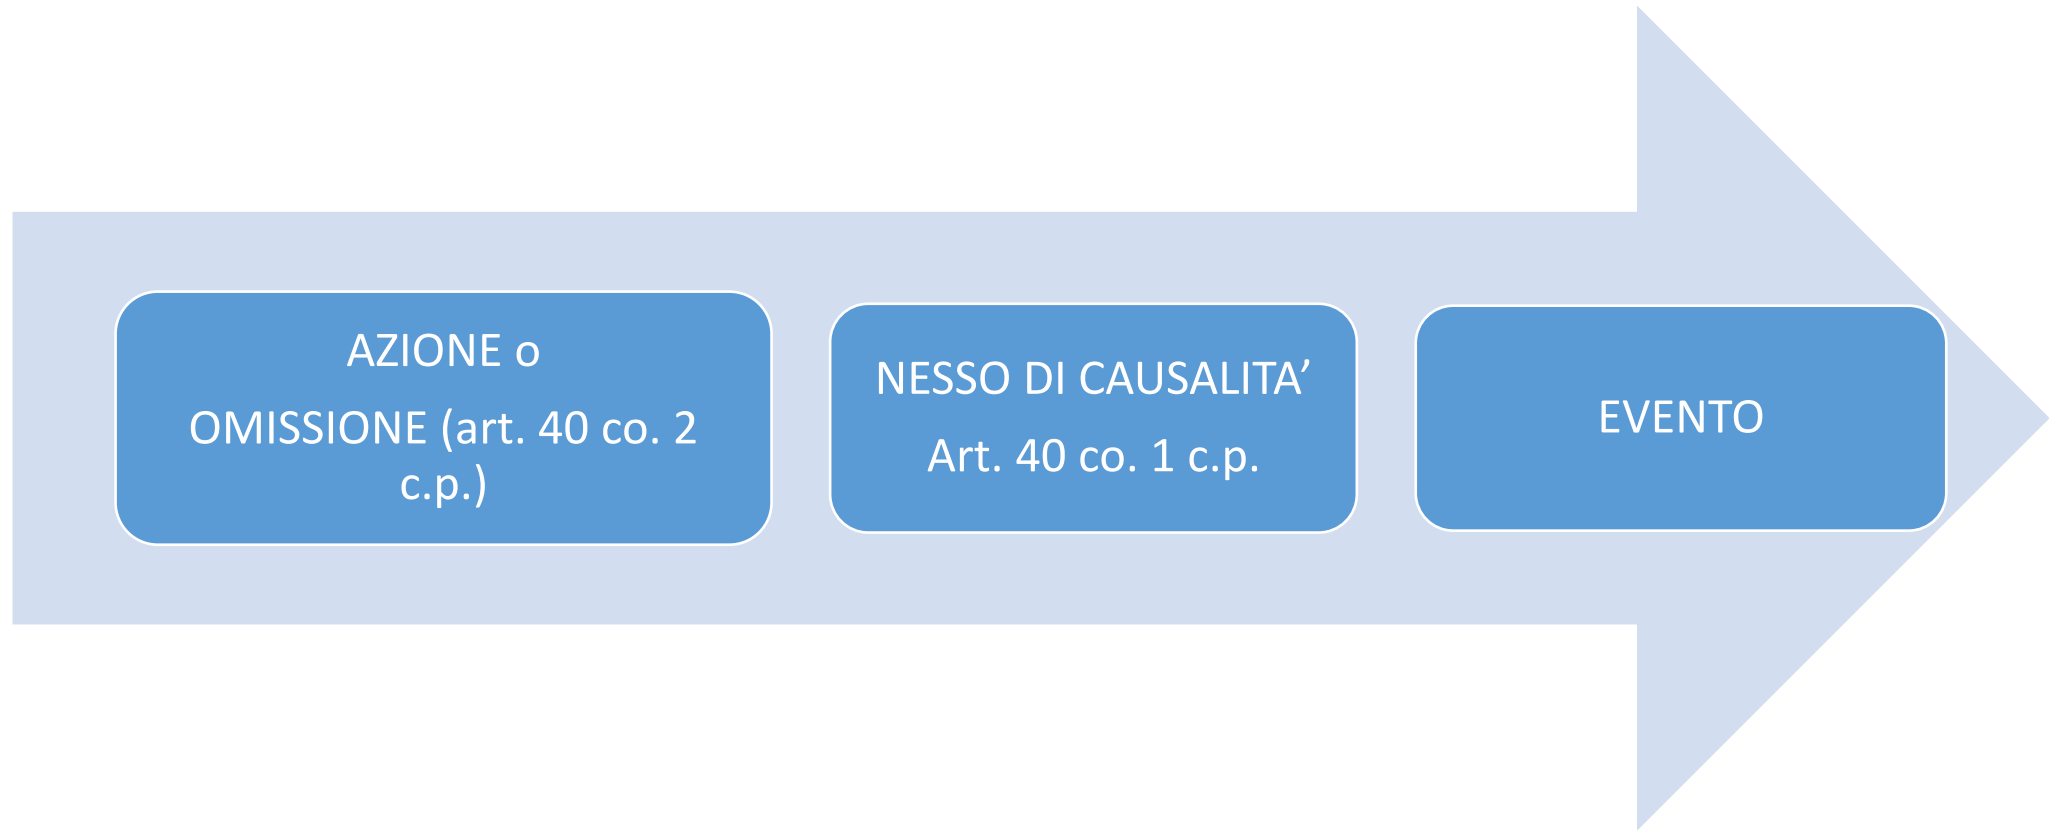 AZIONE o
OMISSIONE (art. 40 co. 2
c.p.)
NESSO DI CAUSALITA’
Art. 40 co. 1 c.p.
EVENTO